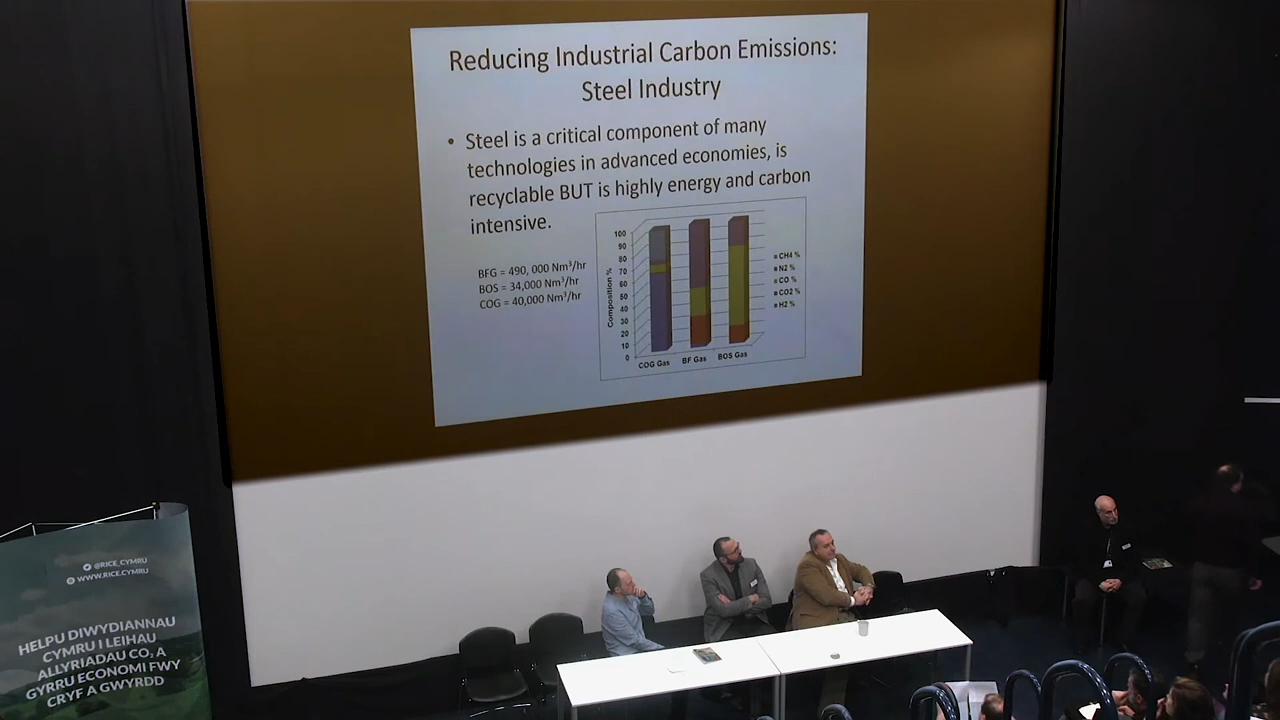 Reducing Industrial Carbon Emissions:
Steel Industry
• Steel is a critical component of many
technologies in advanced economies, is
recyclable BUT is highly energy and carbon
intensive.
BFG = 490, 000 Nm³/hr
BOS = 34,000 Nm³/hr
COG = 40,000 Nm³/hr
Composition %
100
90
80
70
60
50
40
30
20
10
0
COG Gas BF Gas BOS Gas
CH4 %
N2 %
CO %
CO2 %
H2 %
@RICE_CYMRU
WWW.RICE.CYMRU
HELPU DIWYDIANNAU
CYMRU I LEIHAU
ALLYRIADAU CO, A
GYRRU ECONOMI FWY
CRYF A GWYRDD